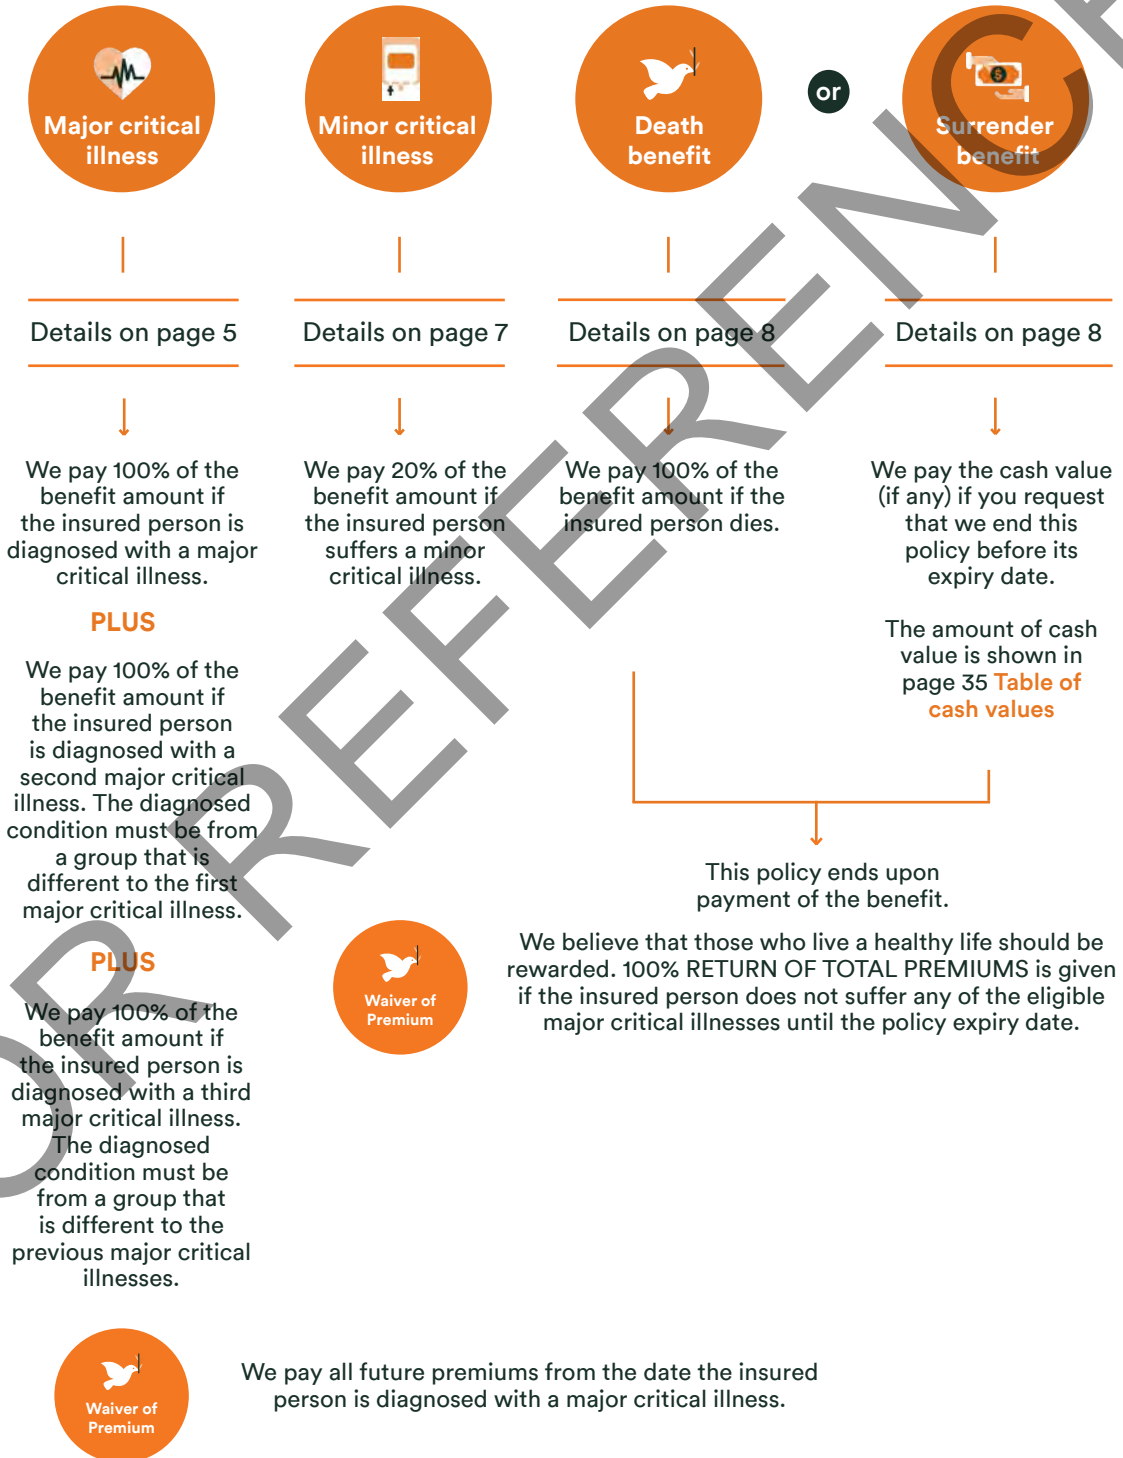 Major critical
illness
Minor critical
illness
Death
benefit
or
Surrender
benefit
Details on page 5
Details on page 7
Details on page 8
Details on page 8
We pay 100% of the
benefit amount if
the insured person is
diagnosed with a major
critical illness.
PLUS
We pay 100% of the
benefit amount if
the insured person
is diagnosed with a
second major critical
illness. The diagnosed
condition must be from
a group that is
different to the first
major critical illness.
PLUS
We pay 100% of the
benefit amount if
the insured person is
diagnosed with a third
major critical illness.
The diagnosed
condition must be
from a group that
is different to the
previous major critical
illnesses.
We pay 20% of the
benefit amount if
the insured person
suffers a minor
critical illness.
We pay 100% of the
benefit amount if the
insured person dies.
We pay the cash value
(if any) if you request
that we end this
policy before its
expiry date.
The amount of cash
value is shown in
page 35 Table of
cash values
This policy ends upon
payment of the benefit.
Waiver of
Premium
We believe that those who live a healthy life should be
rewarded. 100% RETURN OF TOTAL PREMIUMS is given
if the insured person does not suffer any of the eligible
major critical illnesses until the policy expiry date.
Waiver of
Premium
We pay all future premiums from the date the insured
person is diagnosed with a major critical illness.
OR REFERENC